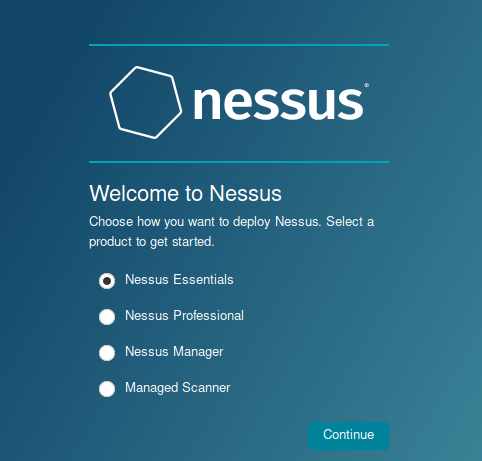 nessus®
Welcome to Nessus
Choose how you want to deploy Nessus. Select a
product to get started.
Nessus Essentials
Nessus Professional
Nessus Manager
Managed Scanner
Continue